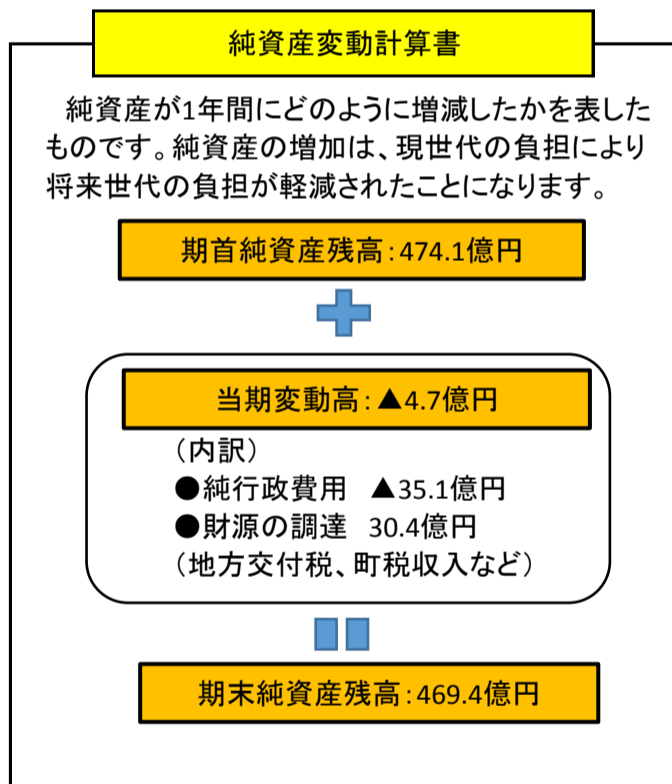 純資産変動計算書
純資産が1年間にどのように増減したかを表した
ものです。純資産の増加は、現世代の負担により
将来世代の負担が軽減されたことになります。
期首純資産残高:474.1億円
当期変動高:▲4.7億円
(内訳)
●純行政費用 ▲35.1億円
●財源の調達 30.4億円
(地方交付税、町税収入など)
期末純資産残高:469.4億円